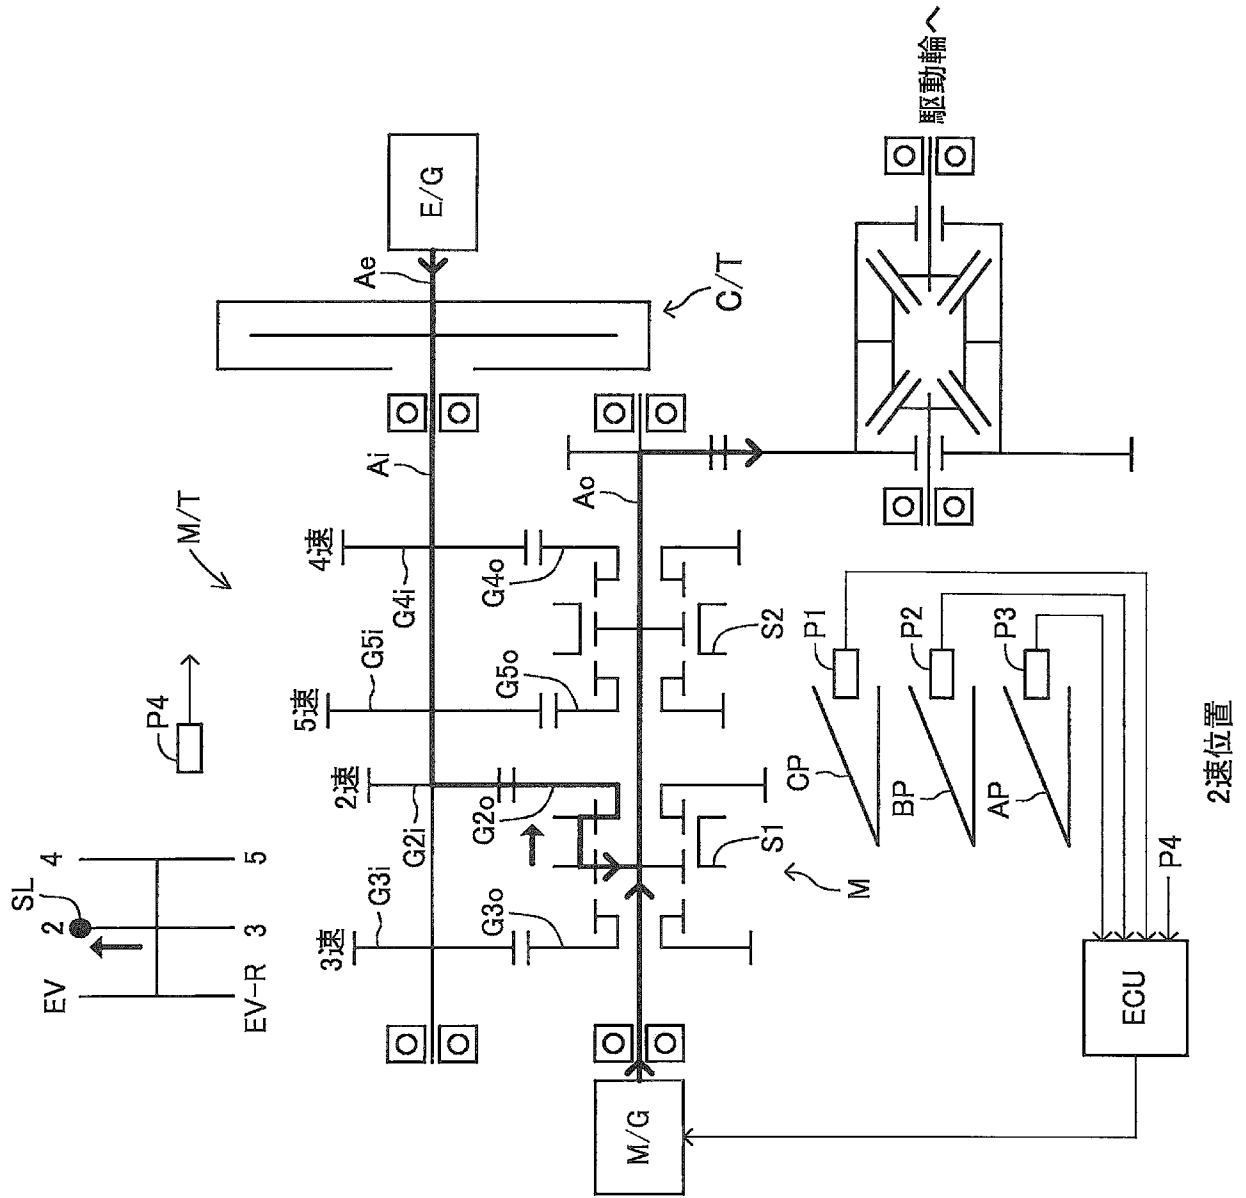 駆動輪へ
E/G
Ae
C/T
Ai
Ao
M/T
4速
G4i
G4o
P4
G5i
5速
G5o
S2
2速
G2i
G2o
S1
M
3速
G3i
G3o
SL
4
2
EV
5
3
EV-R
P1
P2
P3
CP
BP
AP
P4
ECU
M/G
2速位置